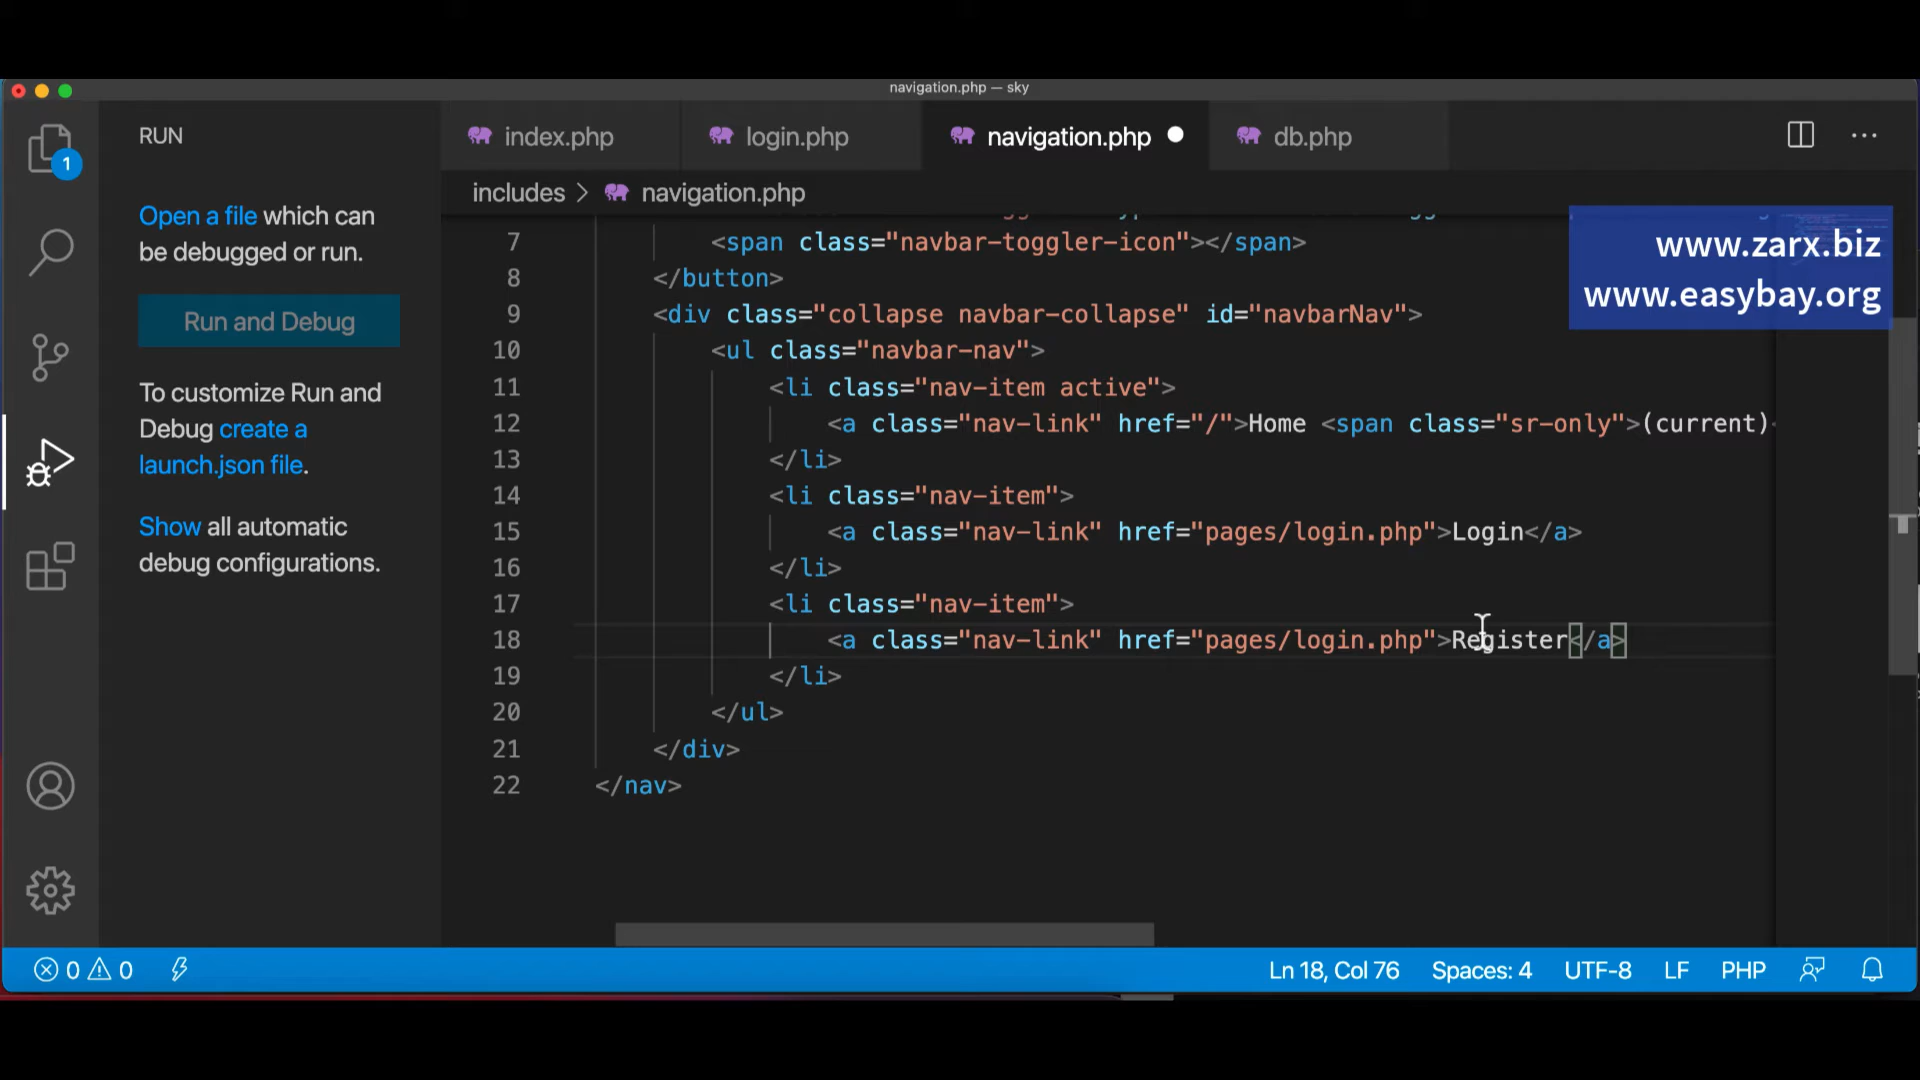 navigation.php — sky
RUN
index.php
login.php
navigation.php
db.php
includes > navigation.php
1
Open a file which can
be debugged or run.
Run and Debug
To customize Run and
Debug create a
launch.json file.
Show all automatic
debug configurations.
www.zarx.biz
www.easybay.org
7 <span class="navbar-toggler-icon"></span>
8 </button>
9 <div class="collapse navbar-collapse" id="navbarNav">
10 <ul class="navbar-nav">
11 <li class="nav-item active">
12 <a class="nav-link" href="/">Home <span class="sr-only">(current)
13 </li>
14 <li class="nav-item">
15 <a class="nav-link" href="pages/login.php">Login</a>
16 </li>
17 <li class="nav-item">
18 <a class="nav-link" href="pages/login.php">Register</a>
19 </li>
20 </ul>
21 </div>
22 </nav>
0 0
Ln 18, Col 76
Spaces: 4
UTF-8
LF
PHP